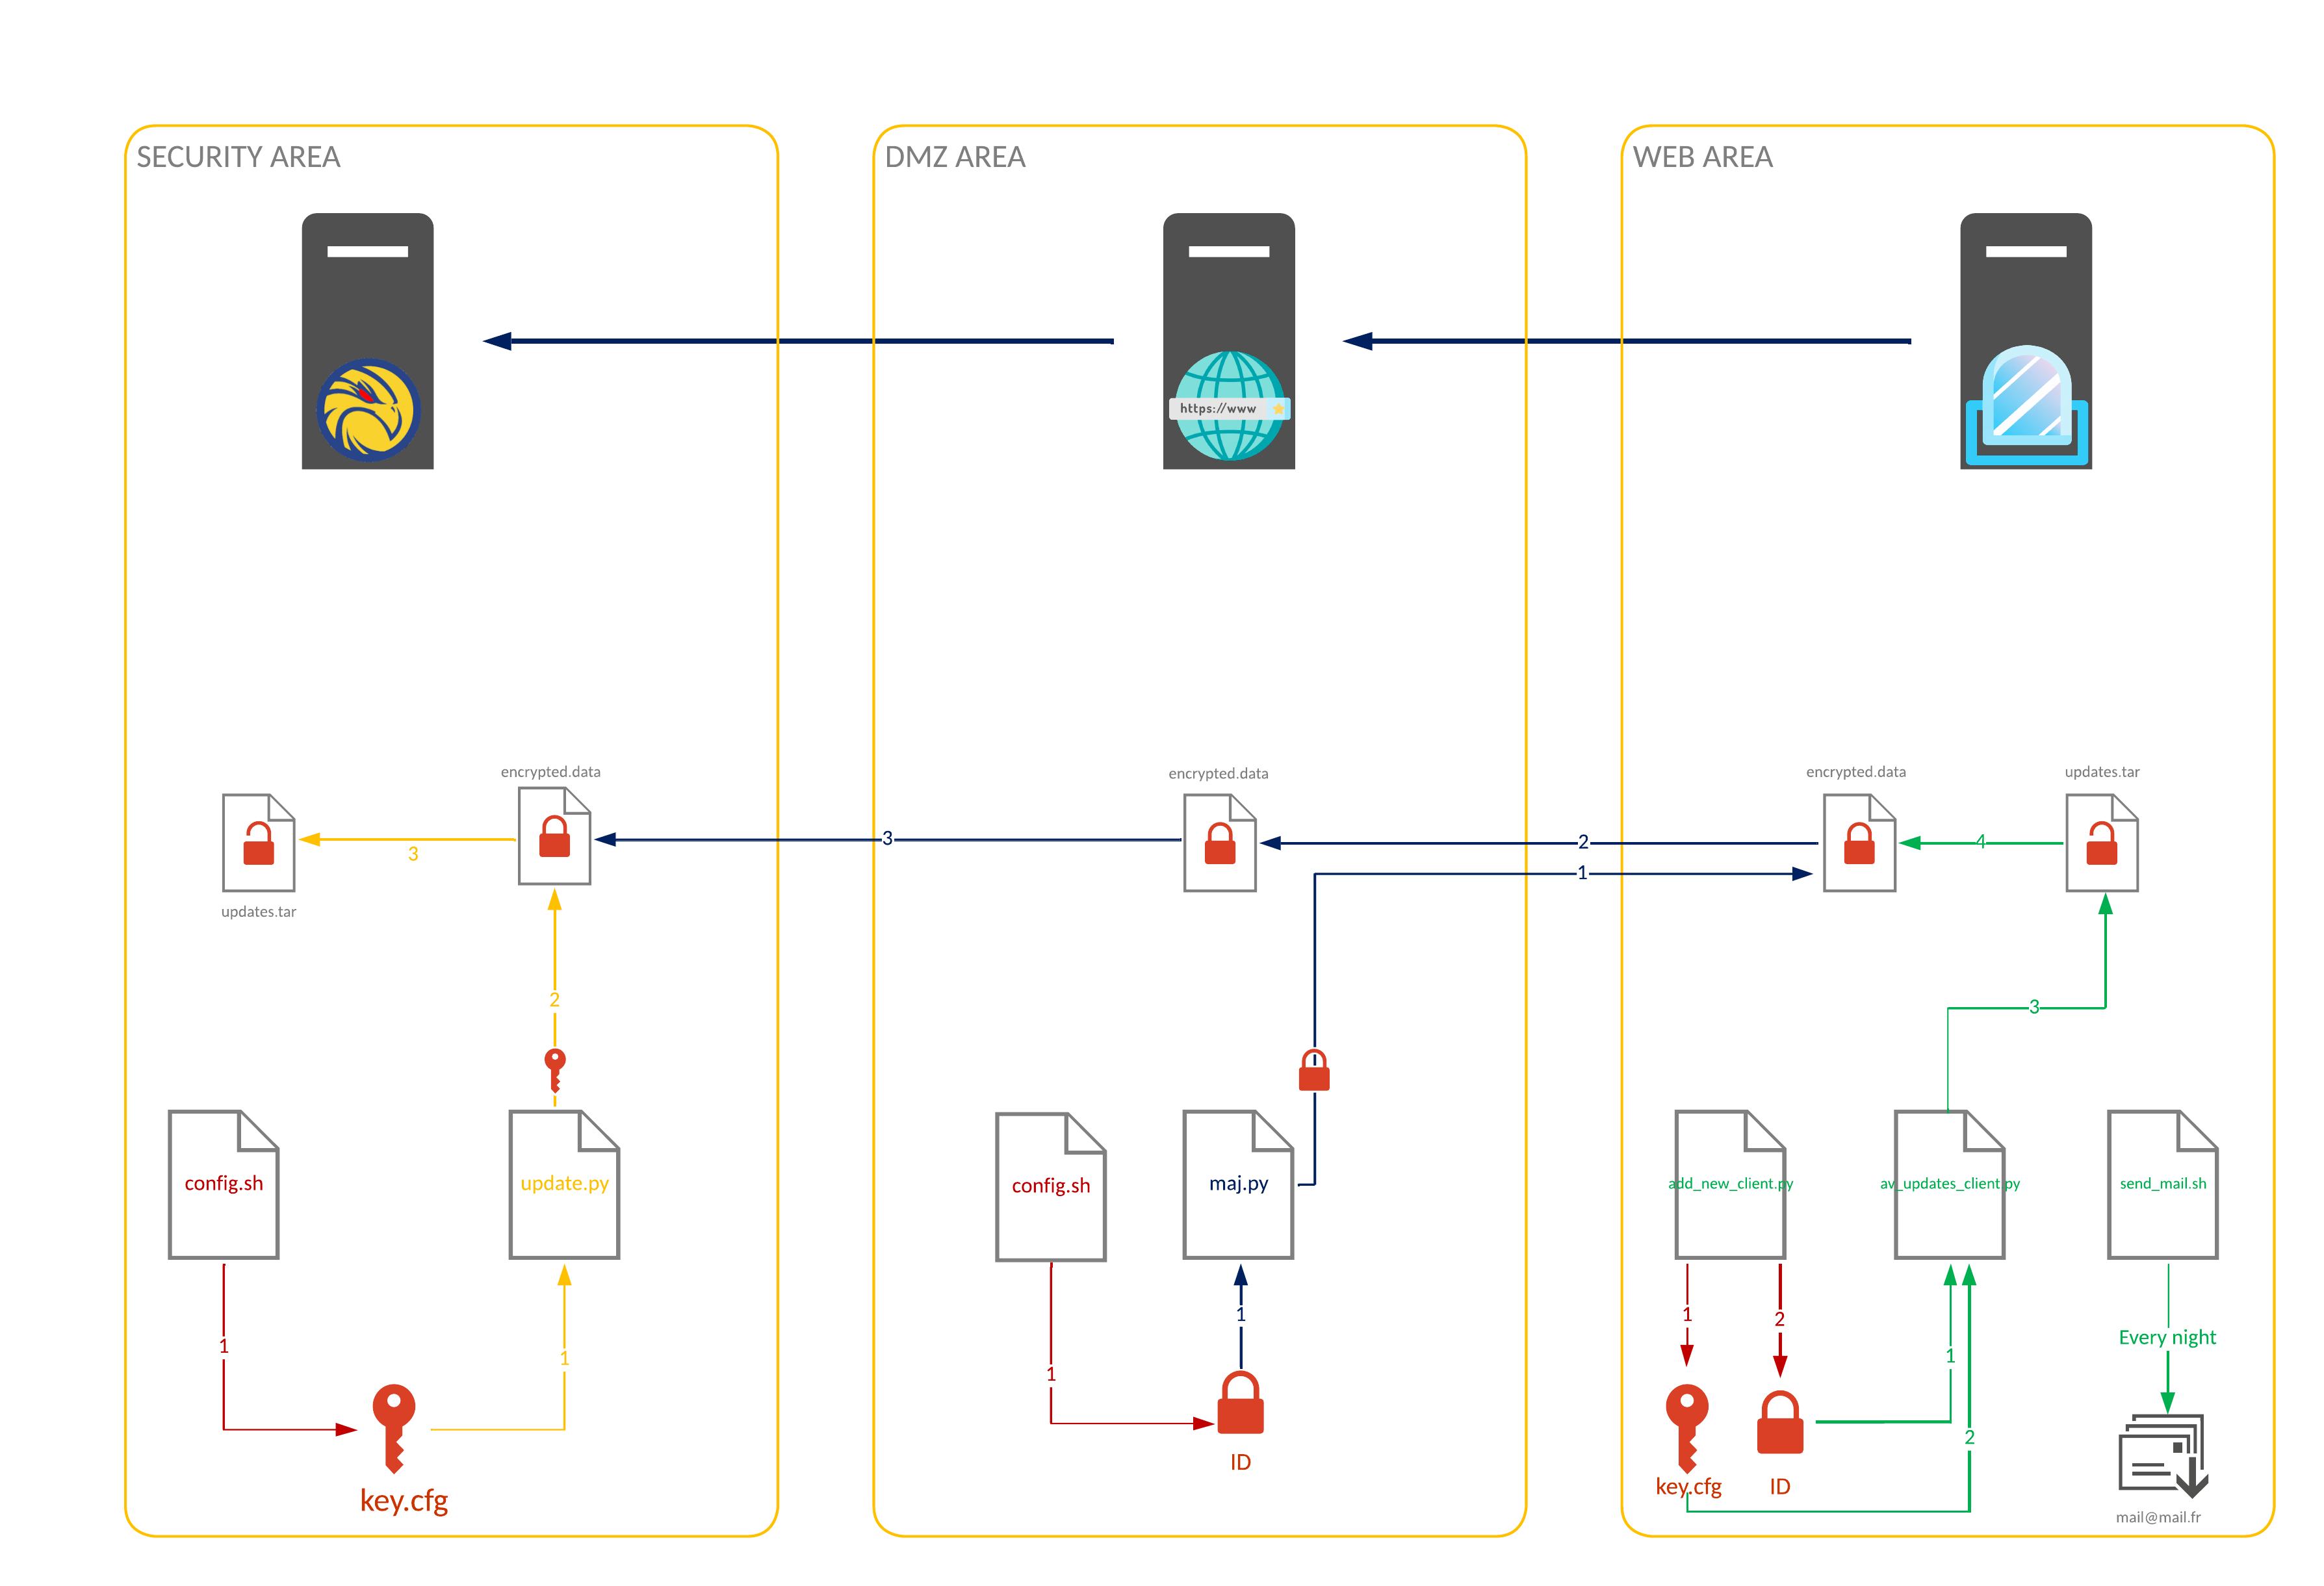 SECURITY AREA
DMZ AREA
WEB AREA
https://www
encrypted.data
encrypted.data
encrypted.data
updates.tar
3
3
2
4
1
updates.tar
2
3
config.sh
update.py
config.sh
maj.py
add_new_client.py
av_updates_client.py
send_mail.sh
1
1
1
1
1
2
1
Every night
2
key.cfg
ID
key.cfg
ID
mail@mail.fr